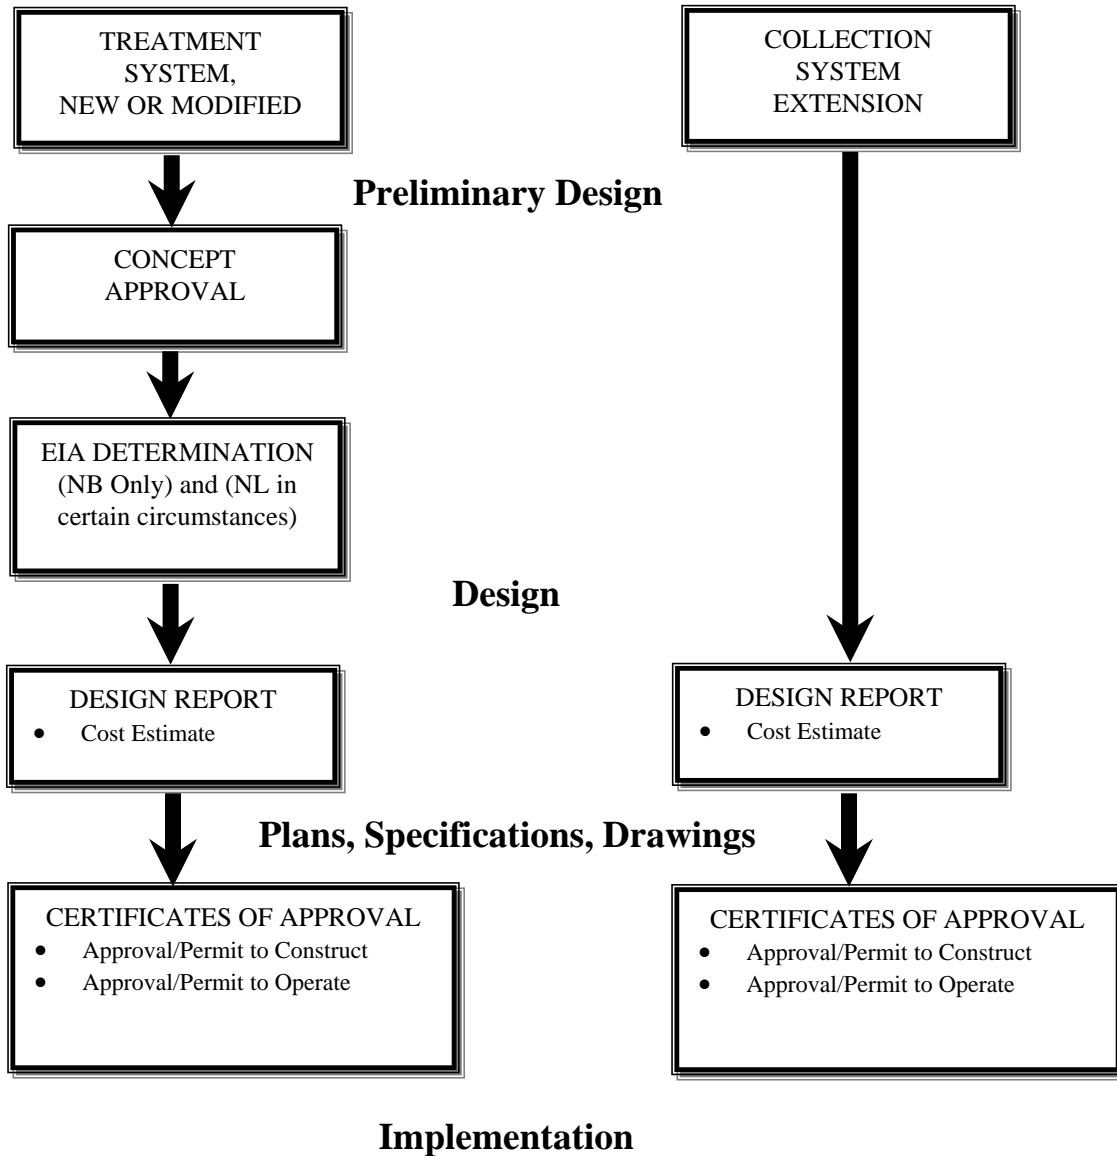 TREATMENT
SYSTEM,
NEW OR MODIFIED
COLLECTION
SYSTEM
EXTENSION
Preliminary Design
CONCEPT
APPROVAL
EIA DETERMINATION
(NB Only) and (NL in
certain circumstances)
Design
DESIGN REPORT
• Cost Estimate
DESIGN REPORT
• Cost Estimate
Plans, Specifications, Drawings
CERTIFICATES OF APPROVAL
• Approval/Permit to Construct
• Approval/Permit to Operate
CERTIFICATES OF APPROVAL
• Approval/Permit to Construct
• Approval/Permit to Operate
Implementation